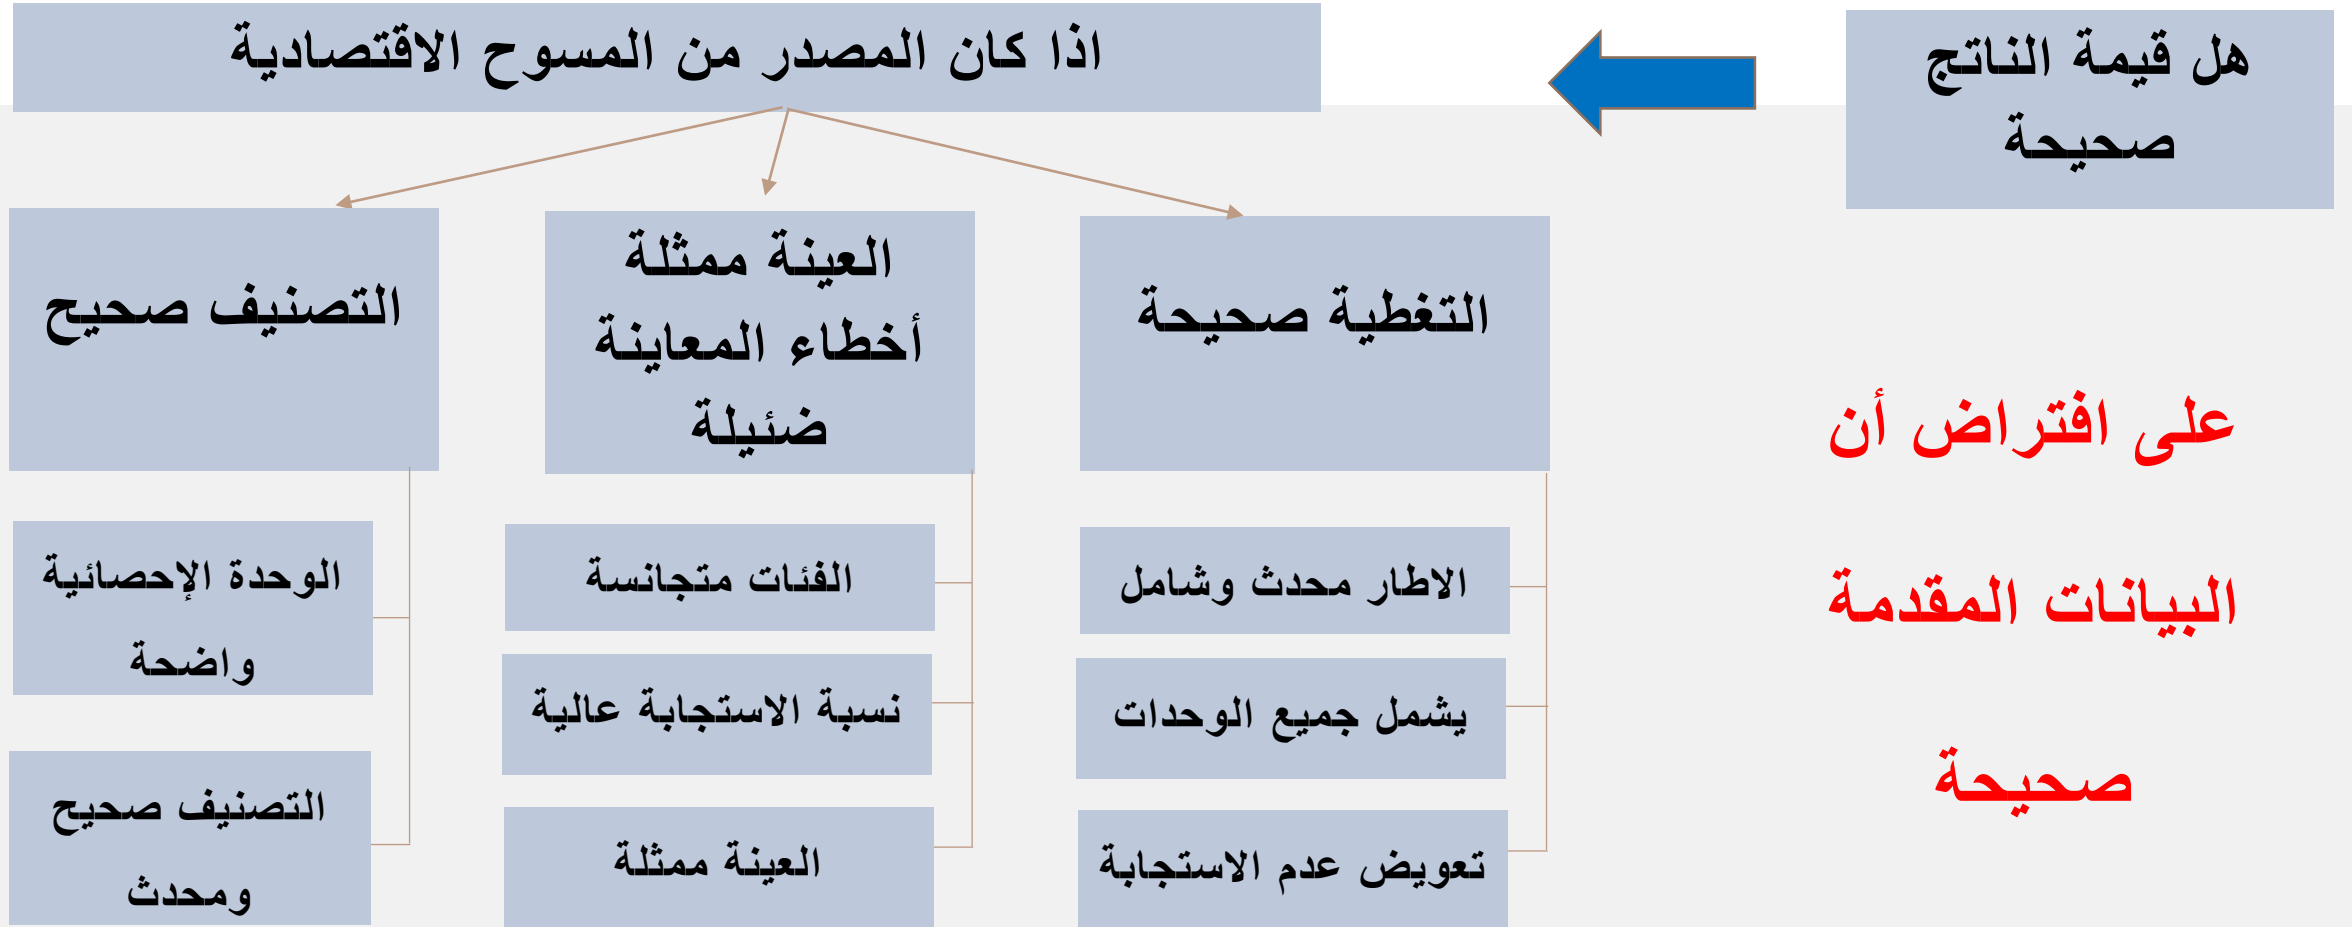 هل قيمة الناتج
صحيحة
اذا كان المصدر من المسوح الاقتصادية
التغطية صحيحة
الاطار محدث وشامل
يشمل جميع الوحدات
تعويض عدم الاستجابة
العينة ممثلة
أخطاء المعاينة
ضئيلة
الفئات متجانسة
نسبة الاستجابة عالية
العينة ممثلة
التصنيف صحيح
الوحدة الإحصائية
واضحة
التصنيف صحيح
ومحدث
على افتراض أن
البيانات المقدمة
صحيحة